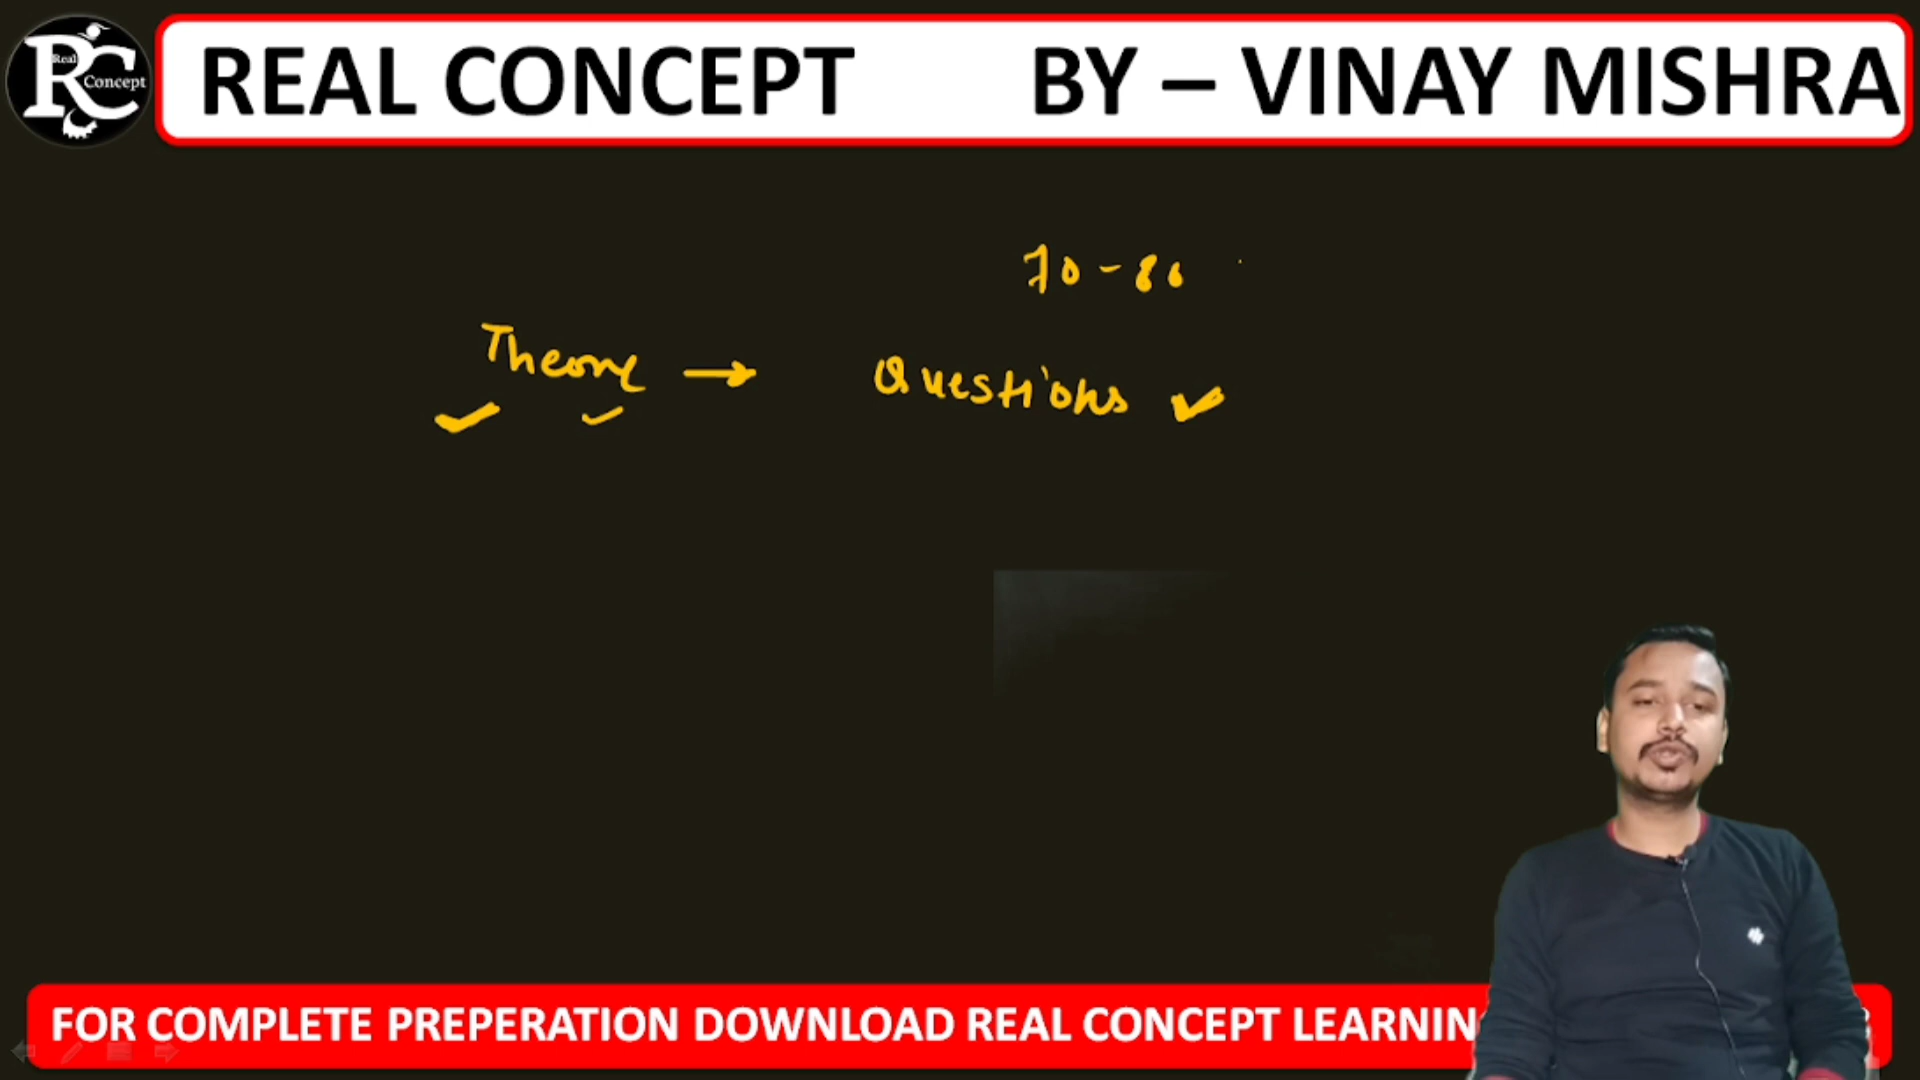 Real
Concept
REAL CONCEPT BY – VINAY MISHRA
70 - 80
Theory → Questions ✔
✔ ✔
FOR COMPLETE PREPERATION DOWNLOAD REAL CONCEPT LEARNIN